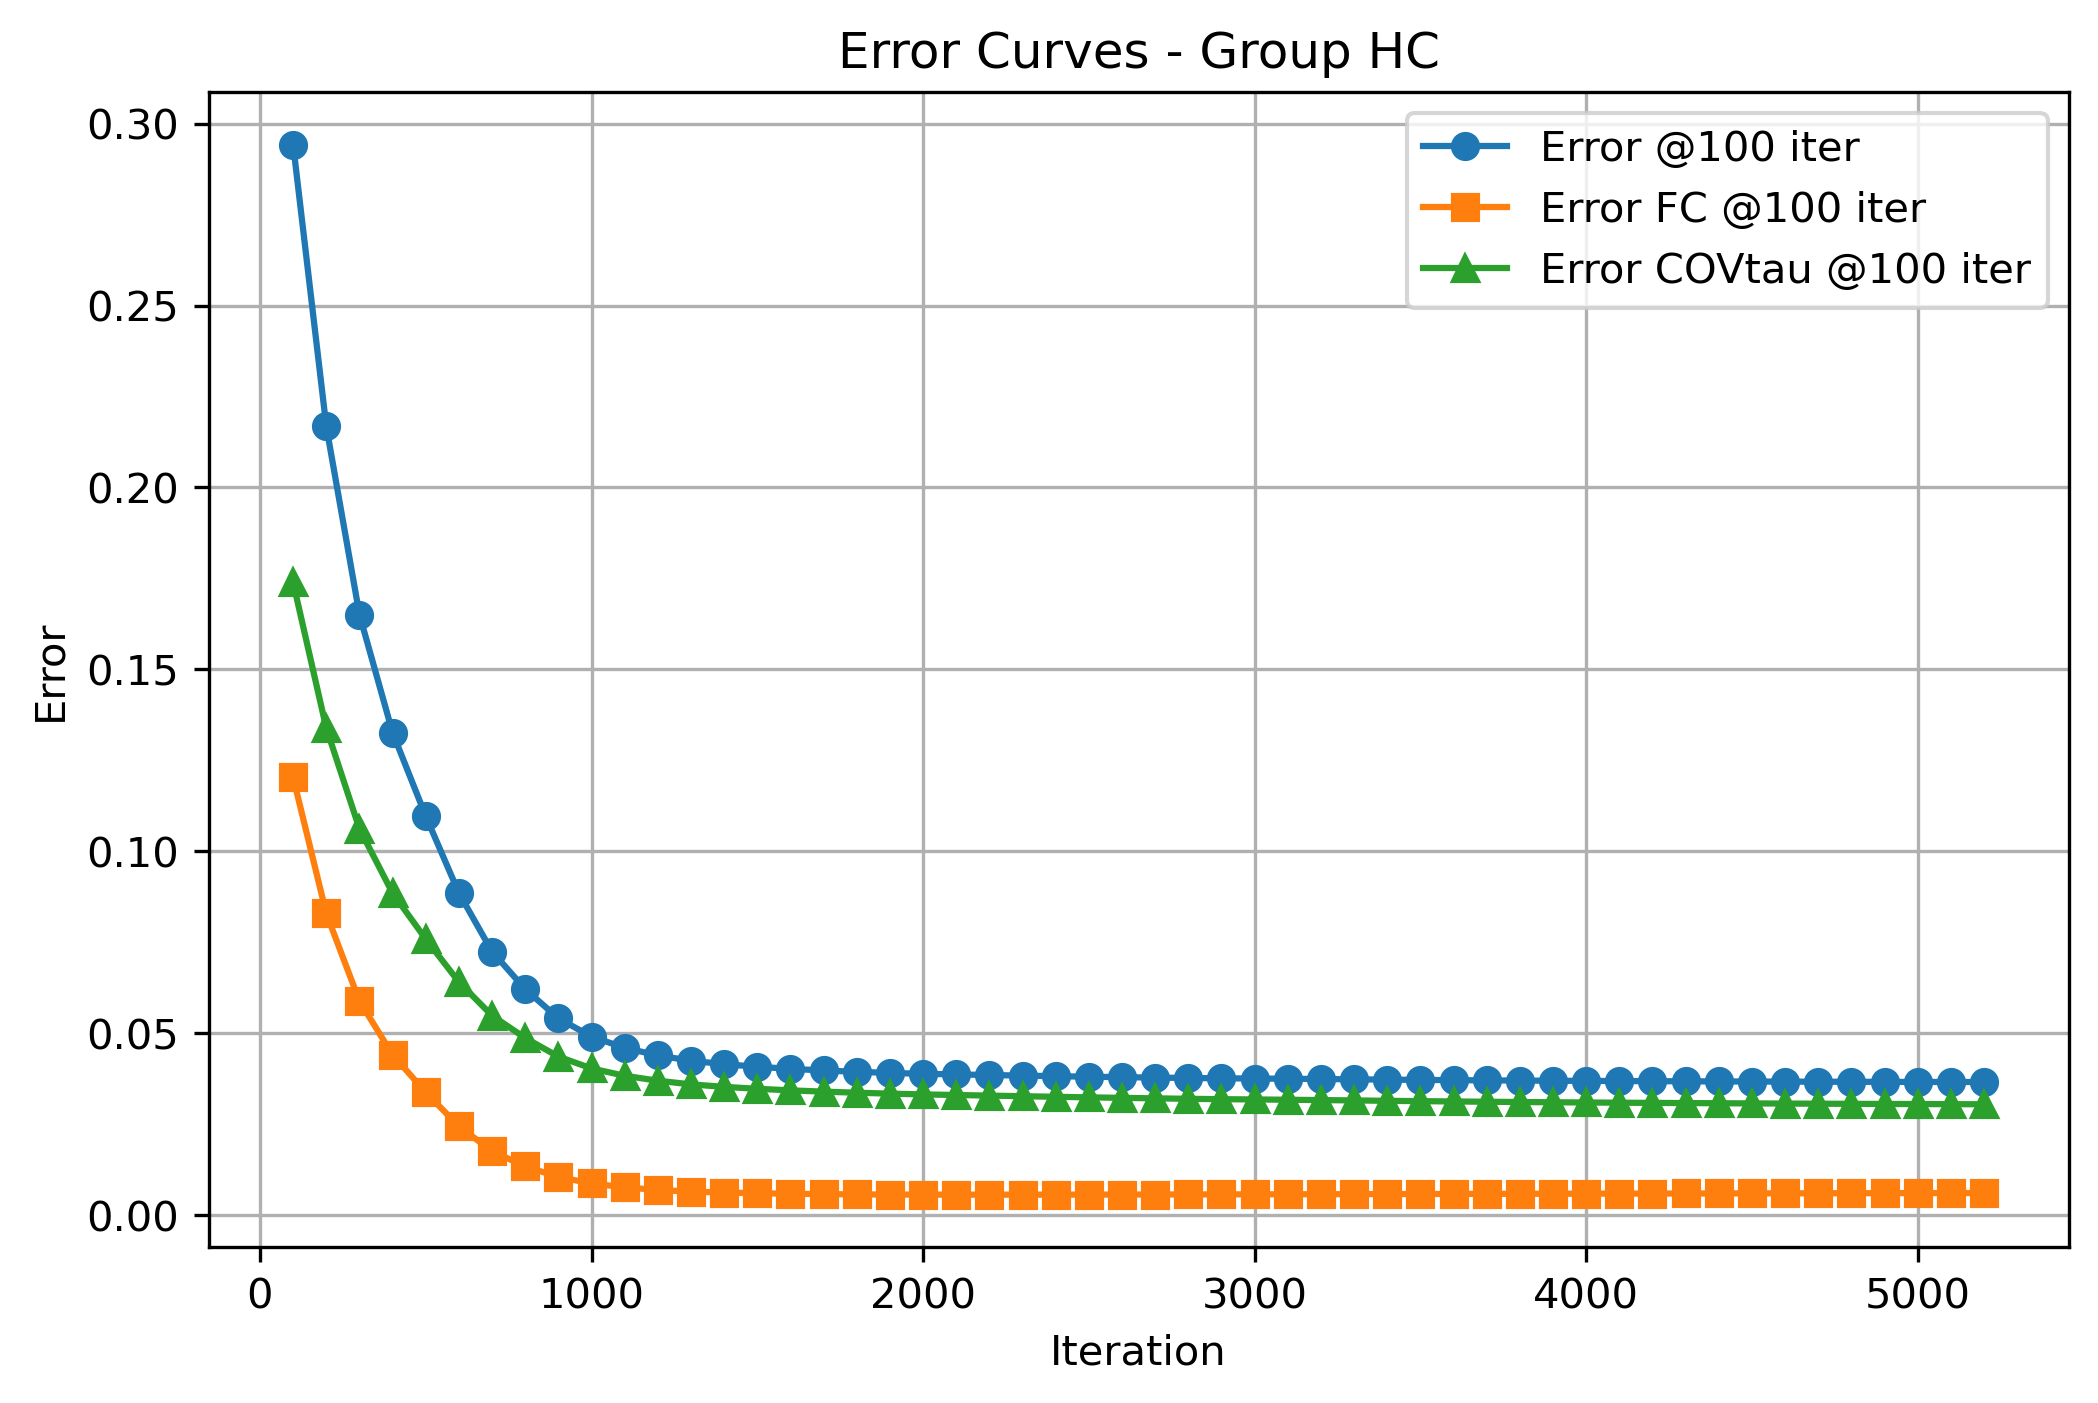 Error Curves - Group HC
0.30
0.25
0.20
0.15
0.10
0.05
0.00
Error
Error @100 iter
Error FC @100 iter
Error COVtau @100 iter
0 1000 2000 3000 4000 5000
Iteration